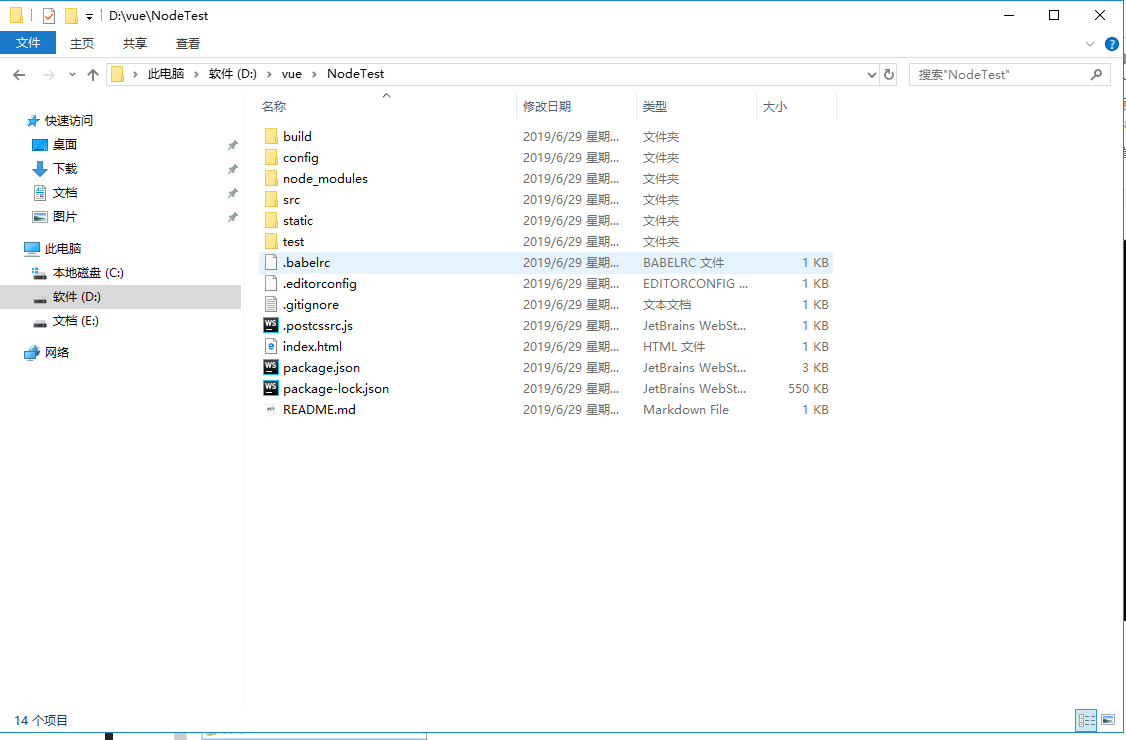 D:\vue\NodeTest
文件 主页 共享 查看
此电脑 软件 (D:) vue NodeTest 搜索"NodeTest"
快速访问
桌面
下载
文档
图片
此电脑
本地磁盘 (C:)
软件 (D:)
文档 (E:)
网络
名称 修改日期 类型 大小
build 2019/6/29 星期... 文件夹
config 2019/6/29 星期... 文件夹
node_modules 2019/6/29 星期... 文件夹
src 2019/6/29 星期... 文件夹
static 2019/6/29 星期... 文件夹
test 2019/6/29 星期... 文件夹
.babelrc 2019/6/29 星期... BABELRC 文件 1 KB
.editorconfig 2019/6/29 星期... EDITORCONFIG ... 1 KB
.gitignore 2019/6/29 星期... 文本文档 1 KB
.postcssrc.js 2019/6/29 星期... JetBrains WebSt... 1 KB
index.html 2019/6/29 星期... HTML 文件 1 KB
package.json 2019/6/29 星期... JetBrains WebSt... 3 KB
package-lock.json 2019/6/29 星期... JetBrains WebSt... 550 KB
README.md 2019/6/29 星期... Markdown File 1 KB
14 个项目